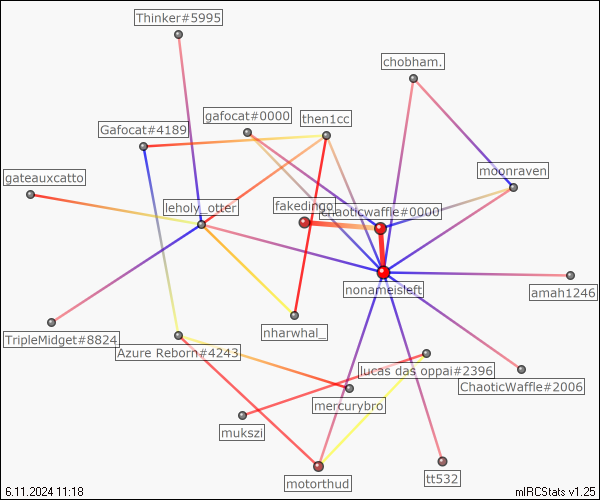 Thinker#5995
chobham.
gafocat#0000
then1cc
Gafocat#4189
moonraven
gateauxcatto
leholy_otter
fakedingo
Chaoticwaffle#0000
nonameisleft
amah1246
TripleMidget#8824
nharwhal_
Azure Reborn#4243
lucas das oppai#2396
ChaoticWaffle#2006
mercurybro
mukszi
motorthud
tt532
6.11.2024 11:18
mIRCStats v1.25